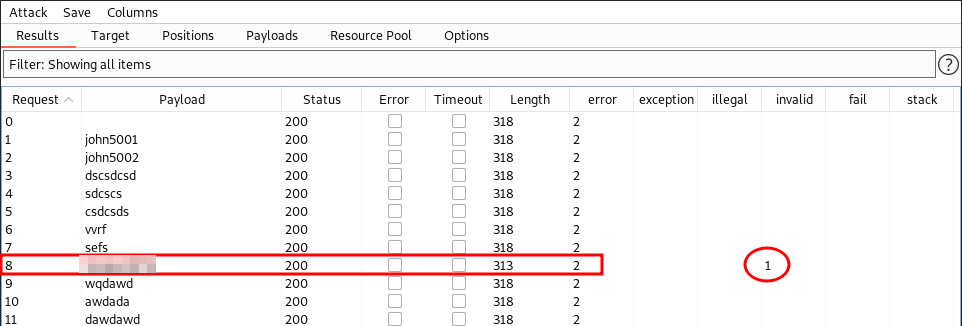 Attack Save Columns
Results Target Positions Payloads Resource Pool Options
Filter: Showing all items ?
Request Payload Status Error Timeout Length error exception illegal invalid fail stack
0 200 318 2
1 john5001 200 318 2
2 john5002 200 318 2
3 dscsdcsd 200 318 2
4 sdcscs 200 318 2
5 csdcsds 200 318 2
6 vvrf 200 318 2
7 sefs 200 318 2
8 200 313 2 1
9 wqdawd 200 318 2
10 awdada 200 318 2
11 dawdawd 200 318 2